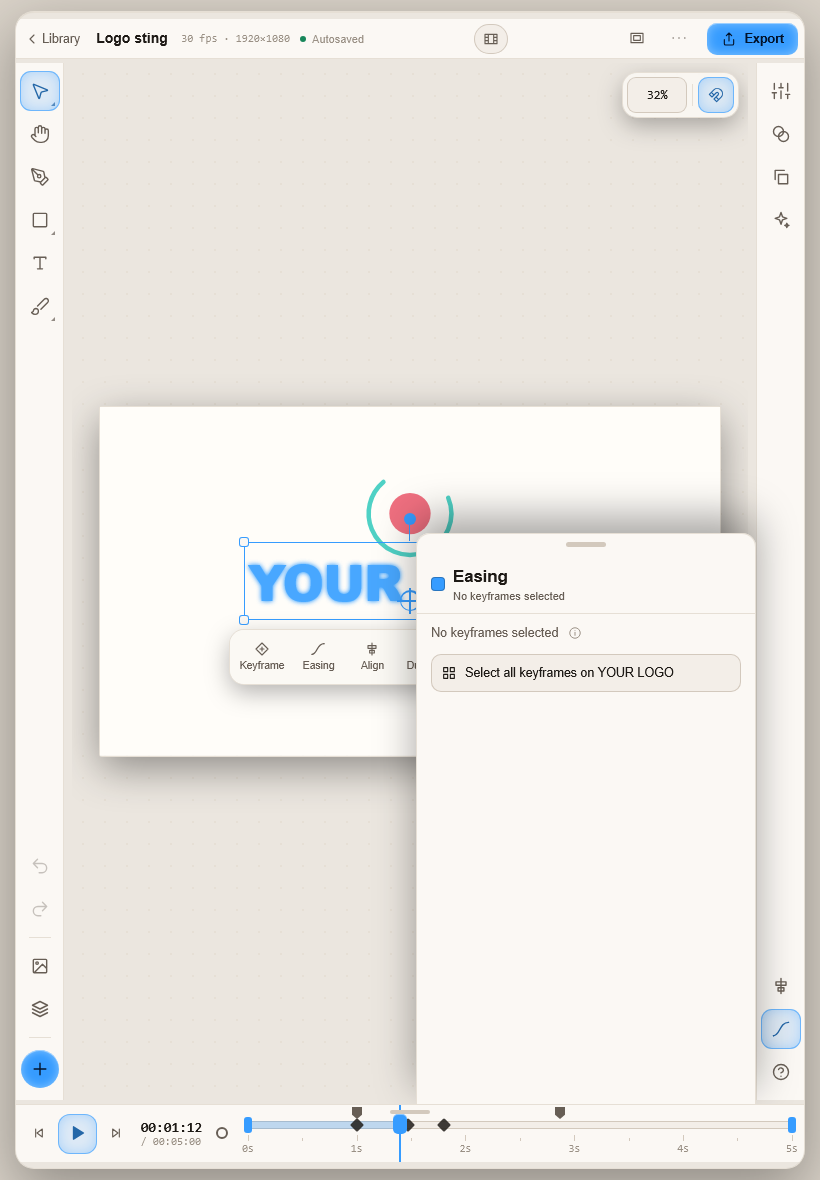 Library
Logo sting
30 fps · 1920×1080
Autosaved
Export
32%
YOUR
Keyframe
Easing
Align
Easing
No keyframes selected
No keyframes selected
Select all keyframes on YOUR LOGO
00:01:12
/ 00:05:00
0s 1s 2s 3s 4s 5s